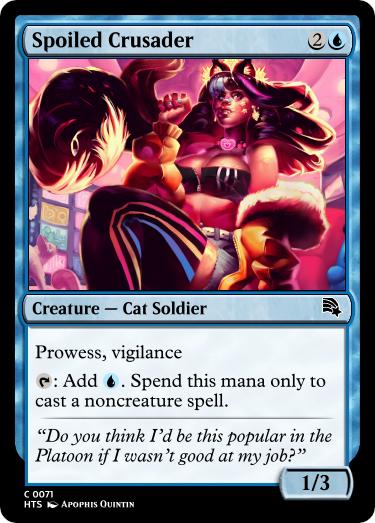 Spoiled Crusader 2
Creature — Cat Soldier
Prowess, vigilance
: Add . Spend this mana only to
cast a noncreature spell.
“Do you think I’d be this popular in the
Platoon if I wasn’t good at my job?”
1/3
C 0071
HTS Apophis Quintin